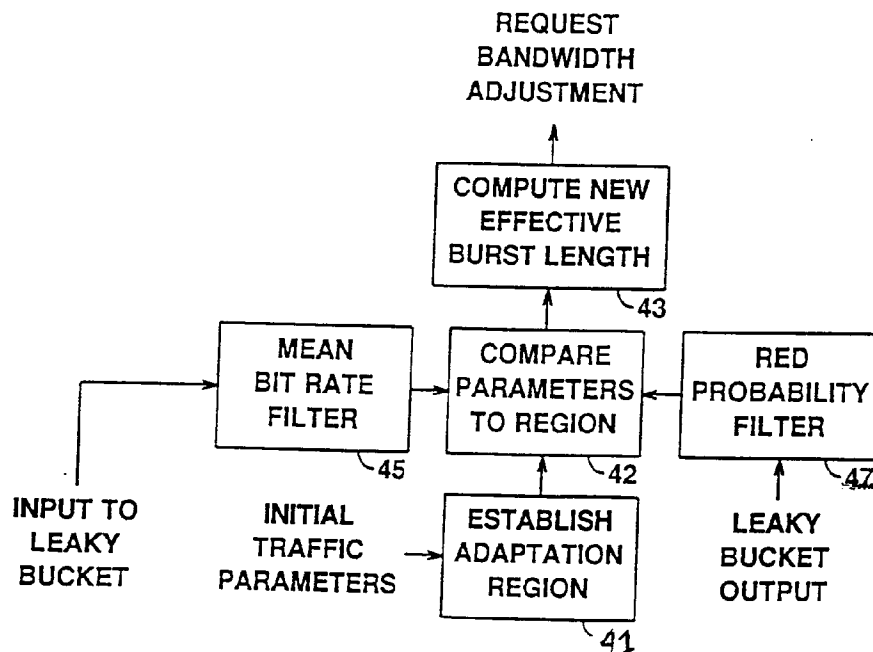 REQUEST
BANDWIDTH
ADJUSTMENT
COMPUTE NEW
EFFECTIVE
BURST LENGTH
43
MEAN
BIT RATE
FILTER
45
COMPARE
PARAMETERS
TO REGION
42
RED
PROBABILITY
FILTER
47
INPUT TO
LEAKY
BUCKET
INITIAL
TRAFFIC
PARAMETERS
ESTABLISH
ADAPTATION
REGION
41
LEAKY
BUCKET
OUTPUT